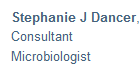 Stephanie J Dancer,
Consultant
Microbiologist